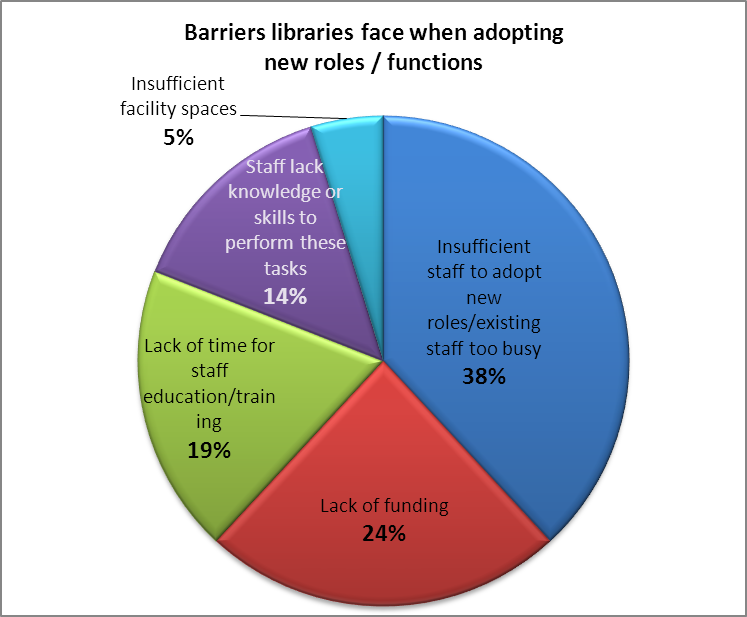 Barriers libraries face when adopting
new roles / functions
Insufficient
facility spaces
5%
Staff lack
knowledge or
skills to
perform these
tasks
14%
Insufficient
staff to adopt
new
roles/existing
staff too busy
38%
Lack of time for
staff
education/train
ing
19%
Lack of funding
24%